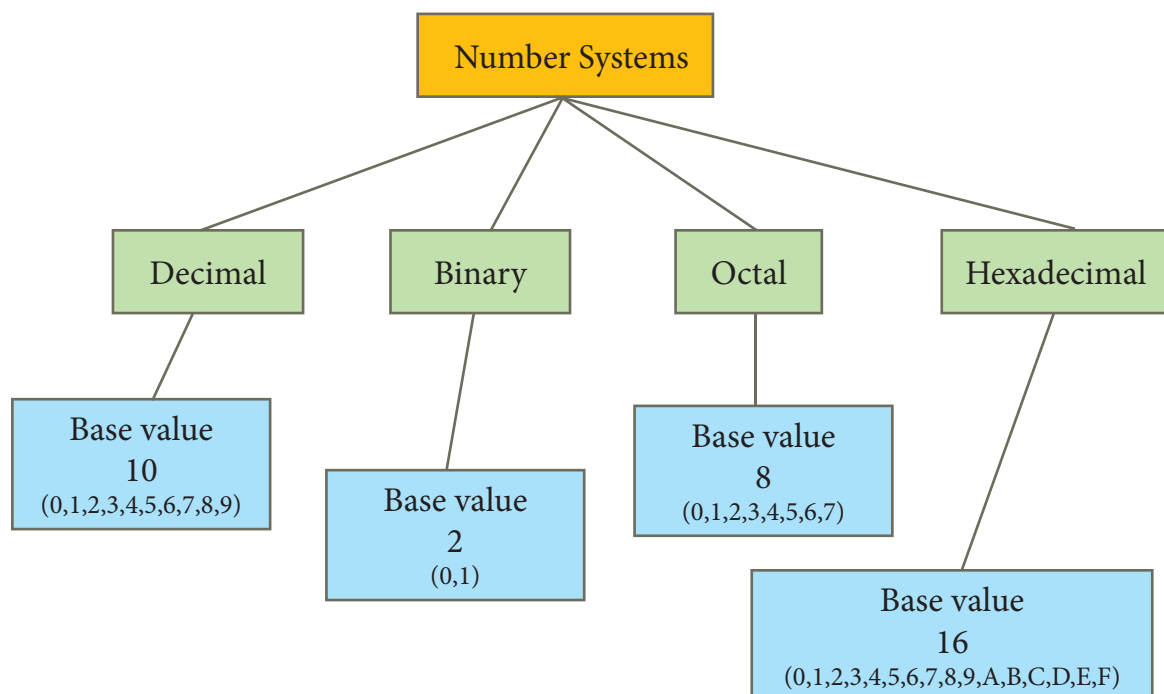 Number Systems
Decimal
Binary
Octal
Hexadecimal
Base value
10
(0,1,2,3,4,5,6,7,8,9)
Base value
2
(0,1)
Base value
8
(0,1,2,3,4,5,6,7)
Base value
16
(0,1,2,3,4,5,6,7,8,9,A,B,C,D,E,F)